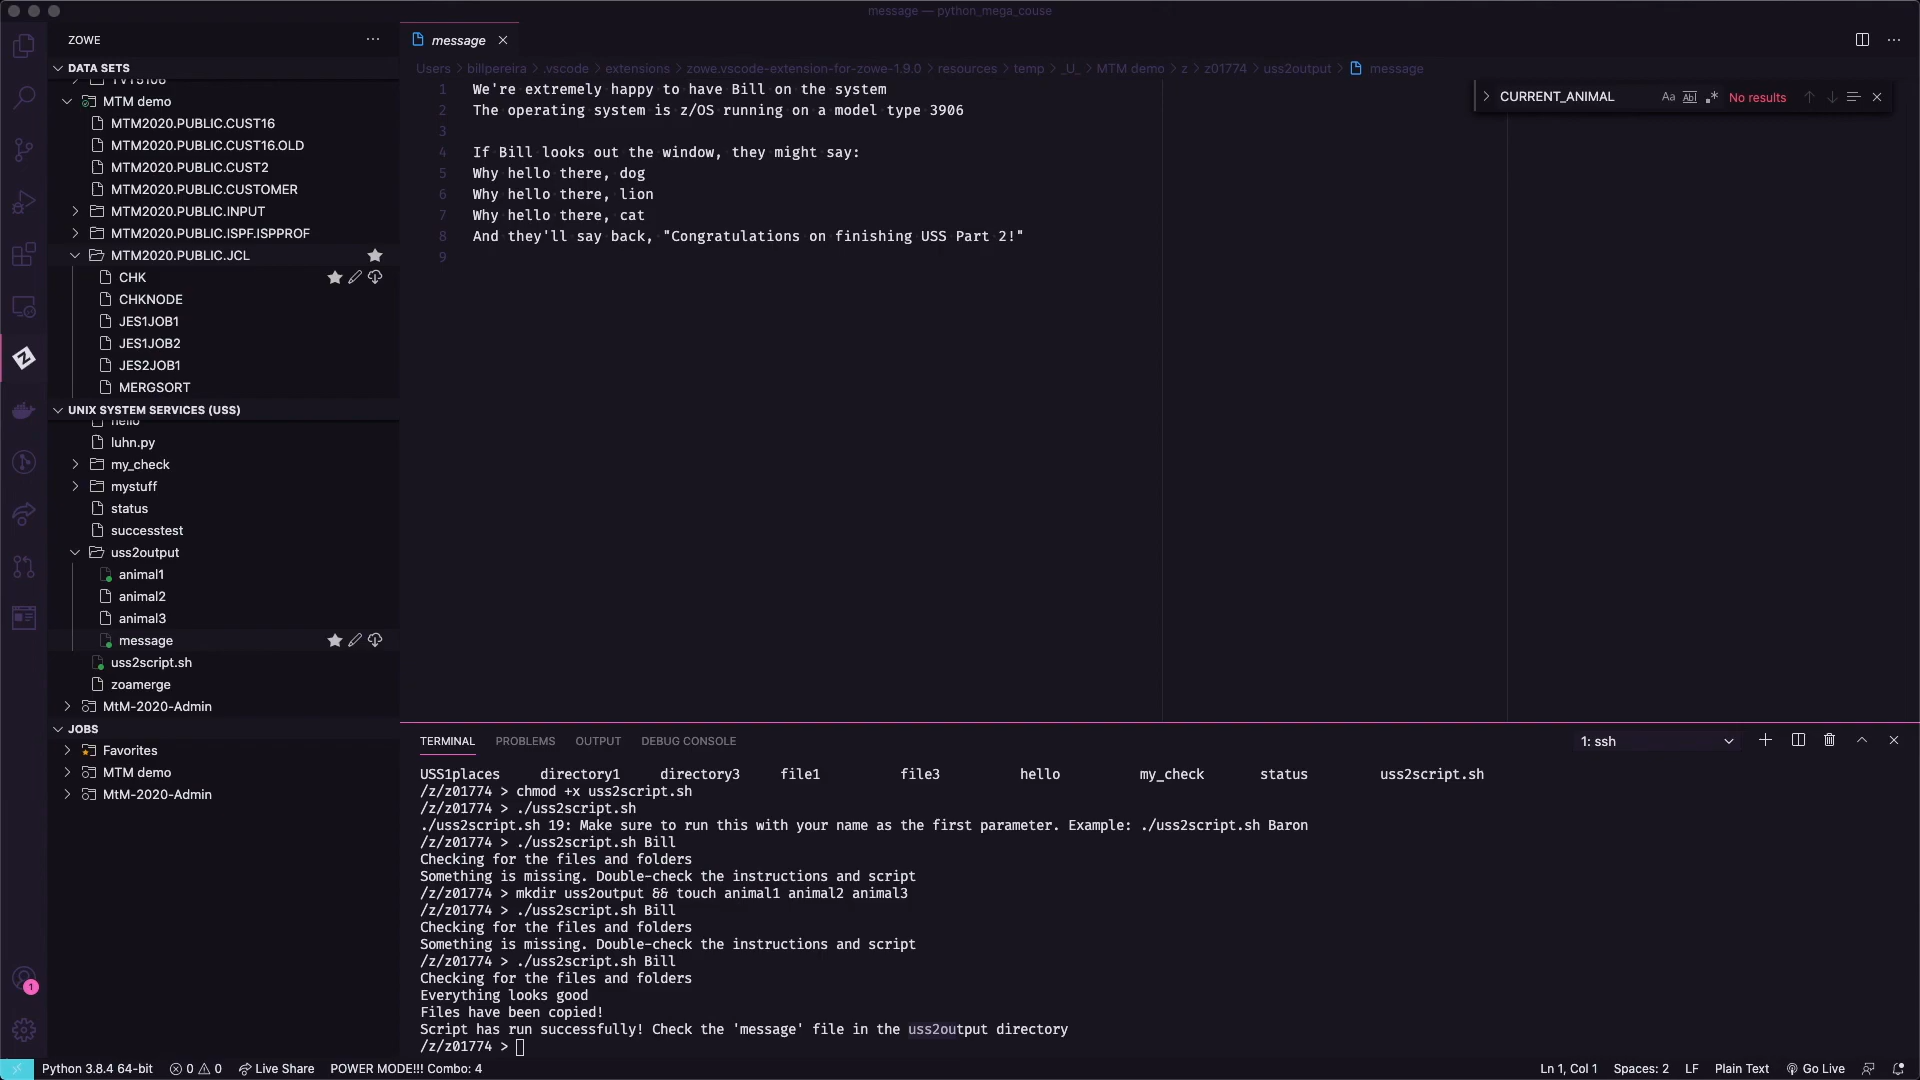 message — python_mega_couse
ZOWE
message
DATA SETS
Users > billpereira > .vscode > extensions > zowe.vscode-extension-for-zowe-1.9.0 > resources > temp > _U_ > MTM demo > z > z01774 > uss2output > message
MTM demo
MTM2020.PUBLIC.CUST16
MTM2020.PUBLIC.CUST16.OLD
MTM2020.PUBLIC.CUST2
MTM2020.PUBLIC.CUSTOMER
MTM2020.PUBLIC.INPUT
MTM2020.PUBLIC.ISPF.ISPPROF
MTM2020.PUBLIC.JCL
CHK
CHKNODE
JES1JOB1
JES1JOB2
JES2JOB1
MERGSORT
UNIX SYSTEM SERVICES (USS)
hello
luhn.py
my_check
mystuff
status
successtest
uss2output
animal1
animal2
animal3
message
uss2script.sh
zoamerge
MtM-2020-Admin
JOBS
Favorites
MTM demo
MtM-2020-Admin
1 We're extremely happy to have Bill on the system
2 The operating system is z/OS running on a model type 3906
3
4 If Bill looks out the window, they might say:
5 Why hello there, dog
6 Why hello there, lion
7 Why hello there, cat
8 And they'll say back, "Congratulations on finishing USS Part 2!"
9
CURRENT_ANIMAL Aa Abl .* No results
TERMINAL PROBLEMS OUTPUT DEBUG CONSOLE 1: ssh
USS1places directory1 directory3 file1 file3 hello my_check status uss2script.sh
/z/z01774 > chmod +x uss2script.sh
/z/z01774 > ./uss2script.sh
./uss2script.sh 19: Make sure to run this with your name as the first parameter. Example: ./uss2script.sh Baron
/z/z01774 > ./uss2script.sh Bill
Checking for the files and folders
Something is missing. Double-check the instructions and script
/z/z01774 > mkdir uss2output && touch animal1 animal2 animal3
/z/z01774 > ./uss2script.sh Bill
Checking for the files and folders
Something is missing. Double-check the instructions and script
/z/z01774 > ./uss2script.sh Bill
Checking for the files and folders
Everything looks good
Files have been copied!
Script has run successfully! Check the 'message' file in the uss2output directory
/z/z01774 >
1
Python 3.8.4 64-bit 0 0 Live Share POWER MODE!!! Combo: 4 Ln 1, Col 1 Spaces: 2 LF Plain Text Go Live